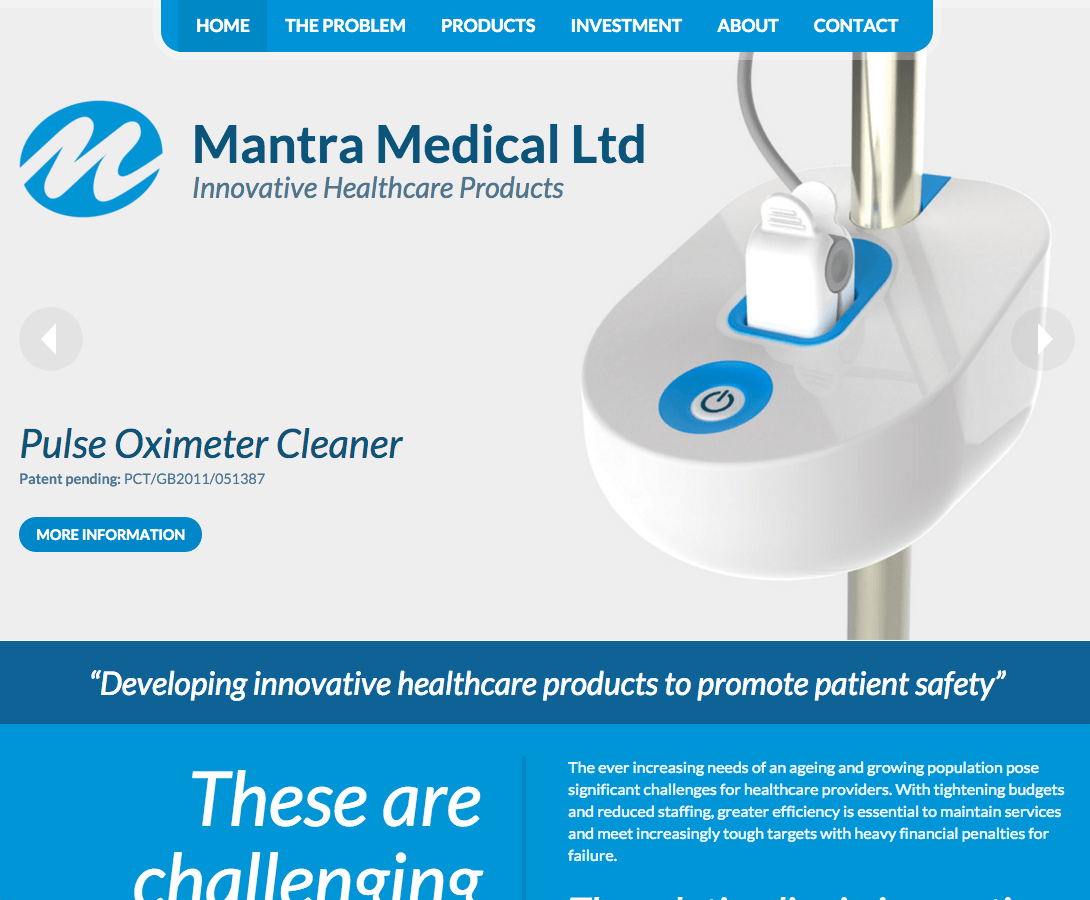 HOME THE PROBLEM PRODUCTS INVESTMENT ABOUT CONTACT
Mantra Medical Ltd
Innovative Healthcare Products
Pulse Oximeter Cleaner
Patent pending: PCT/GB2011/051387
MORE INFORMATION
“Developing innovative healthcare products to promote patient safety”
These are
challenging
The ever increasing needs of an ageing and growing population pose
significant challenges for healthcare providers. With tightening budgets
and reduced staffing, greater efficiency is essential to maintain services
and meet increasingly tough targets with heavy financial penalties for
failure.